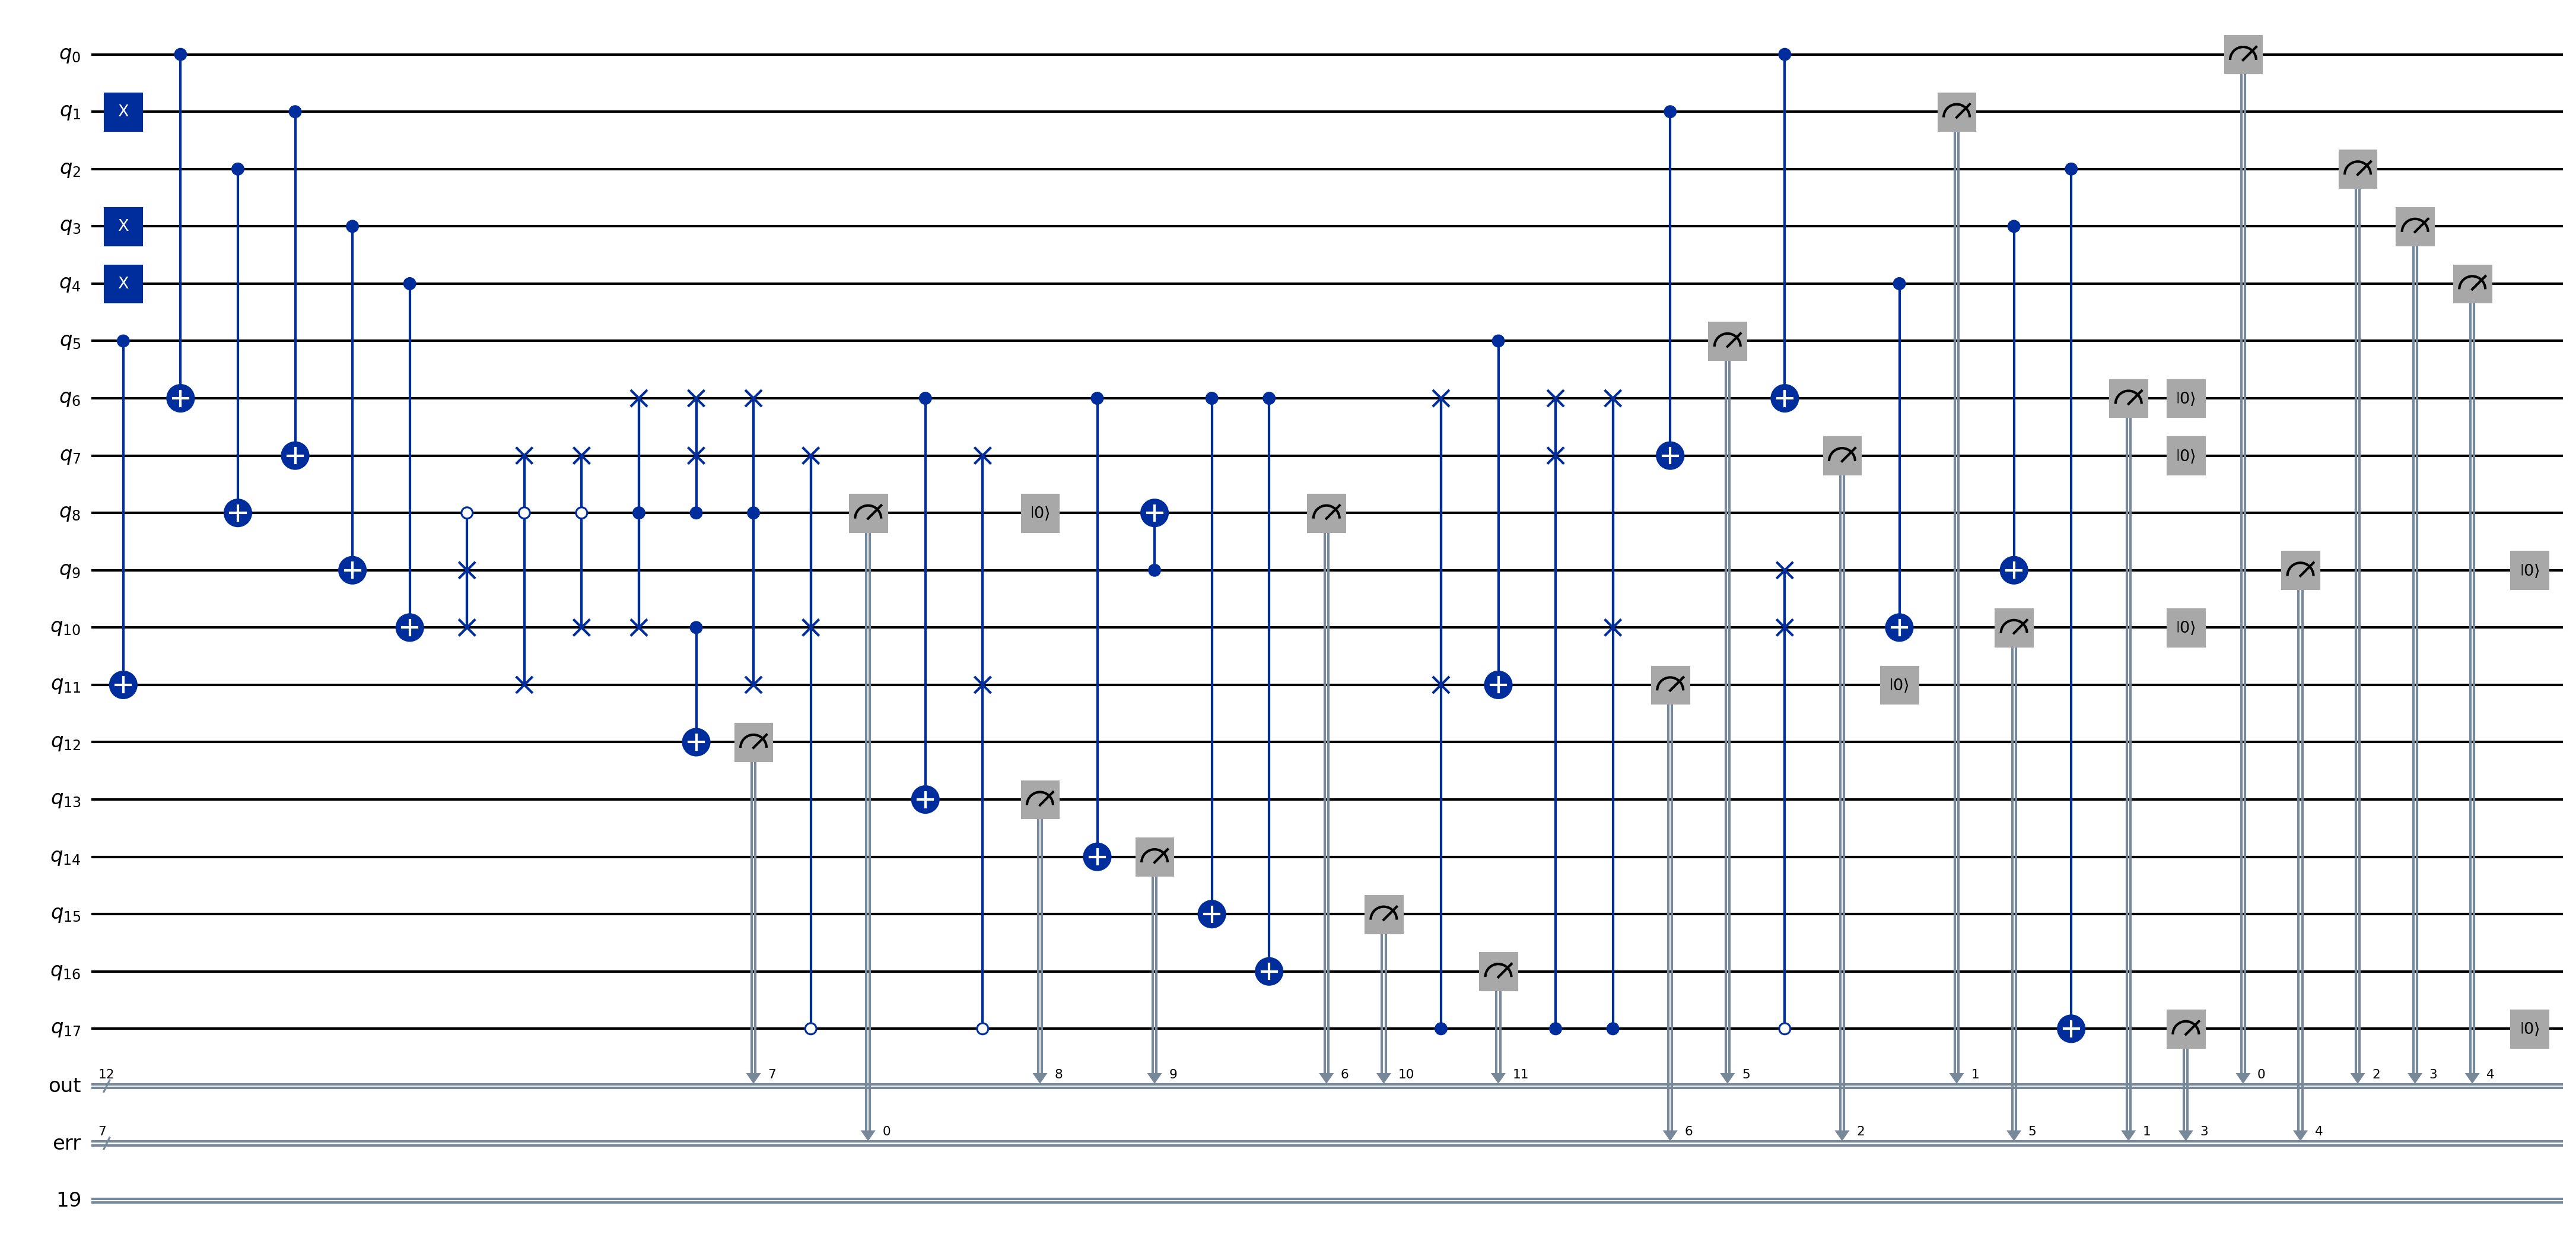 q0
q1 X
q2
q3 X
q4 X
q5
q6 |0⟩
q7 |0⟩
q8 |0⟩
q9 |0⟩
q10 |0⟩
q11 |0⟩
q12
q13
q14
q15
q16
q17 |0⟩
out 12 7 8 9 6 10 11 5 1 0 2 3 4
err 7 0 6 2 5 1 3 4
19